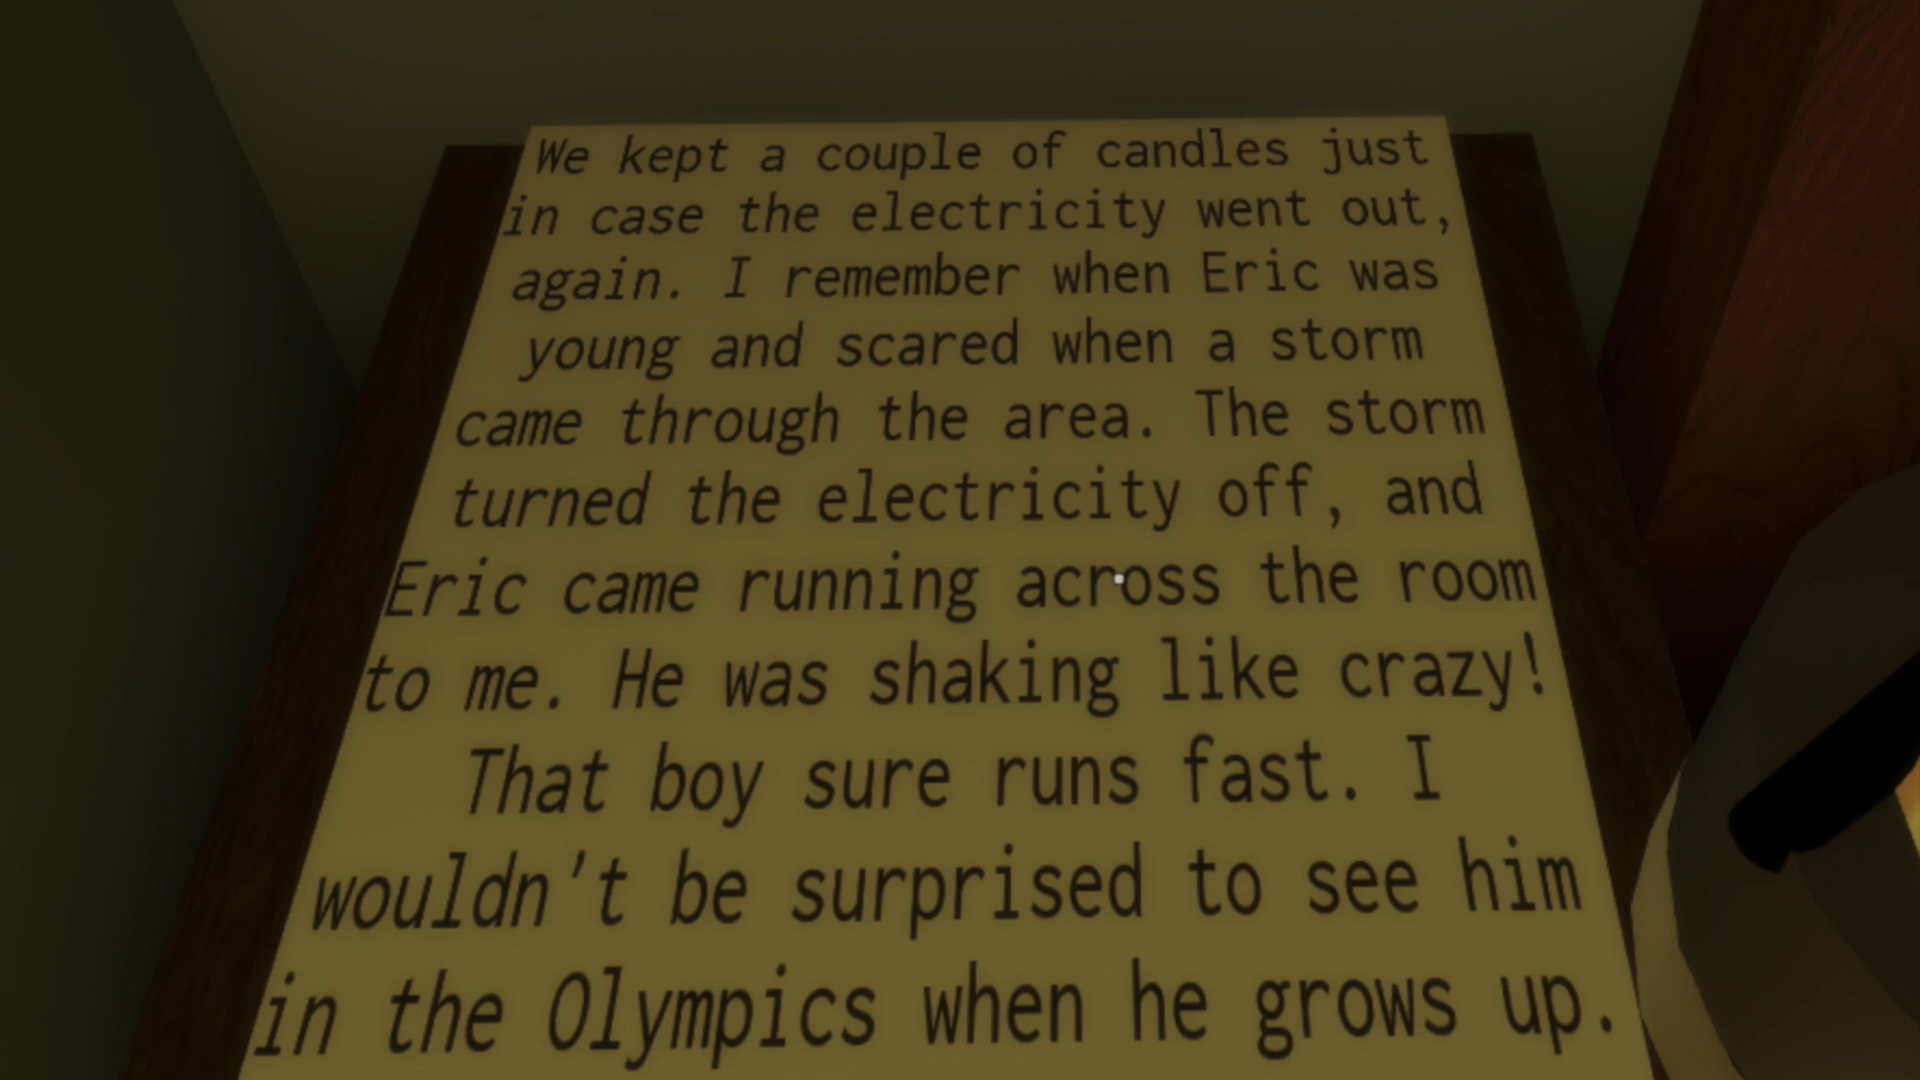 We kept a couple of candles just
in case the electricity went out,
again. I remember when Eric was
young and scared when a storm
came through the area. The storm
turned the electricity off, and
Eric came running across the room
to me. He was shaking like crazy!
That boy sure runs fast. I
wouldn't be surprised to see him
in the Olympics when he grows up.